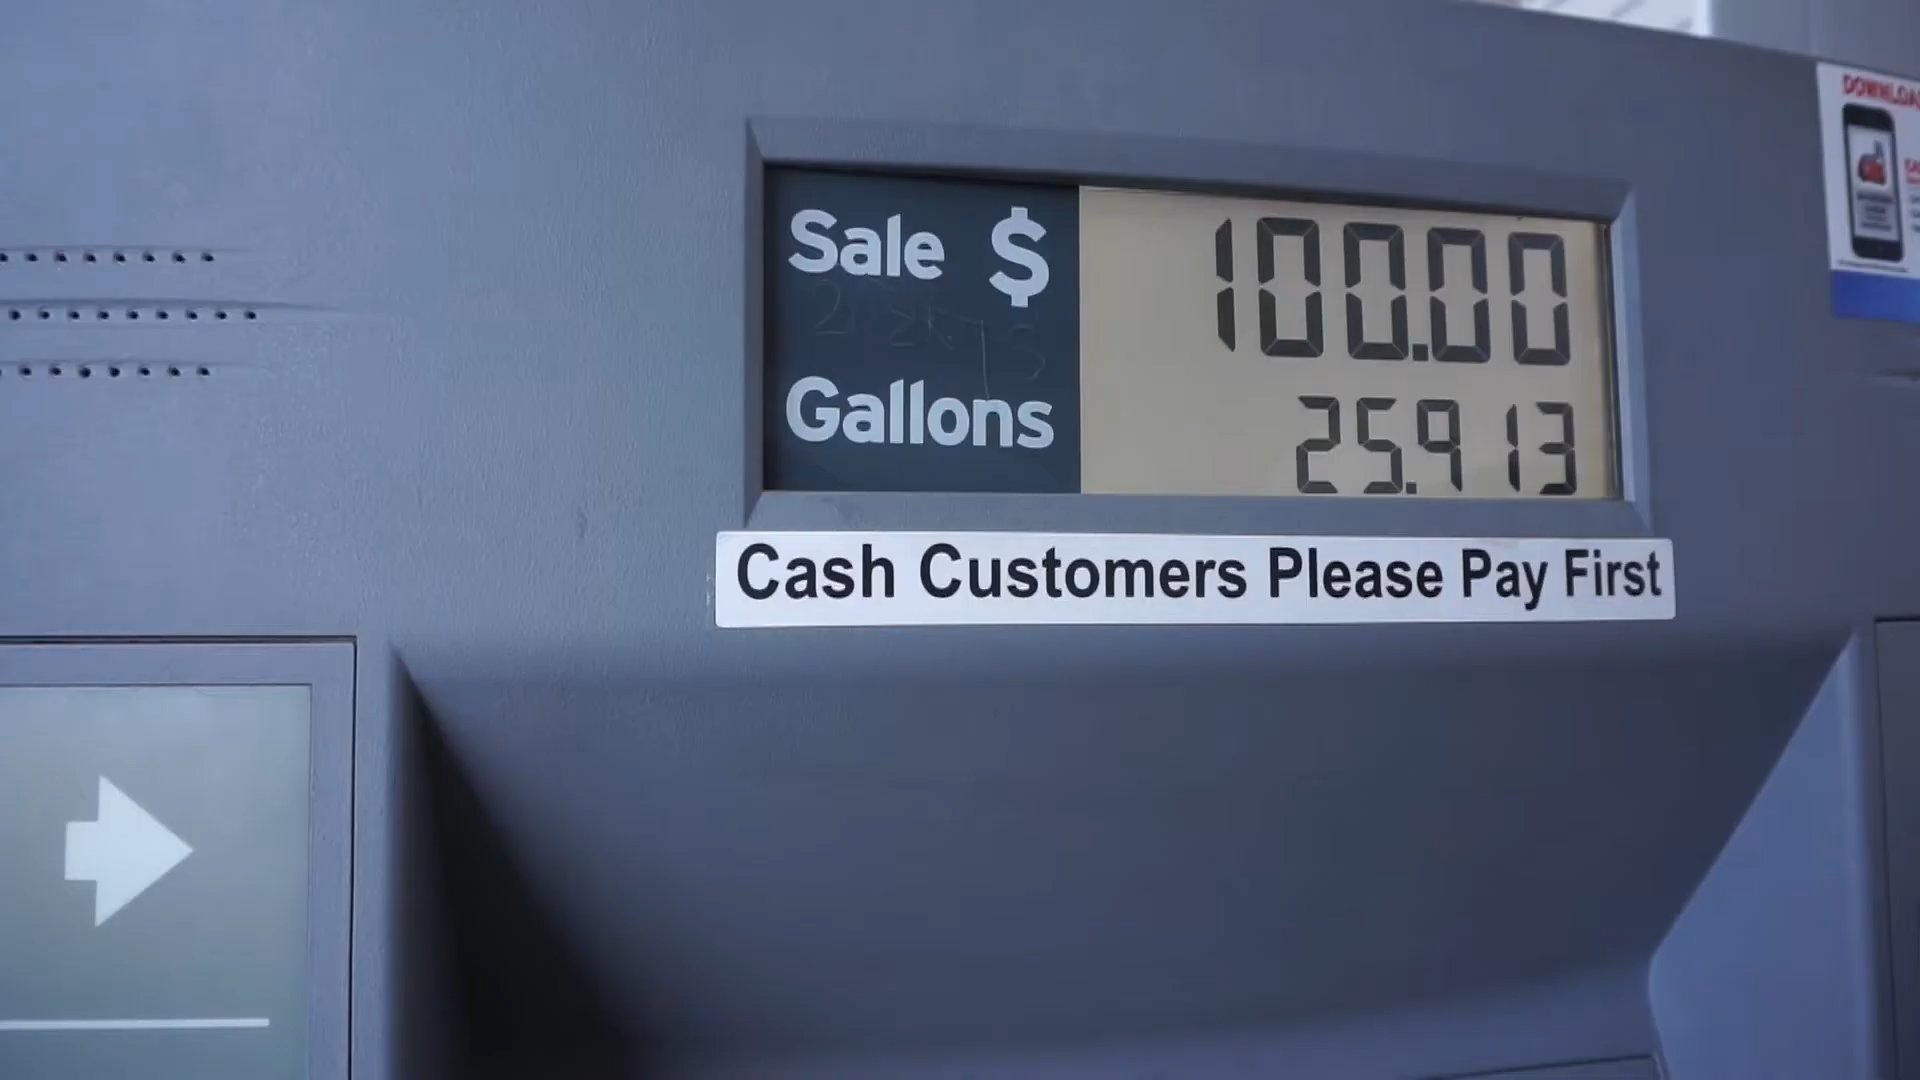 Sale $ 100.00
Gallons 25.913
Cash Customers Please Pay First